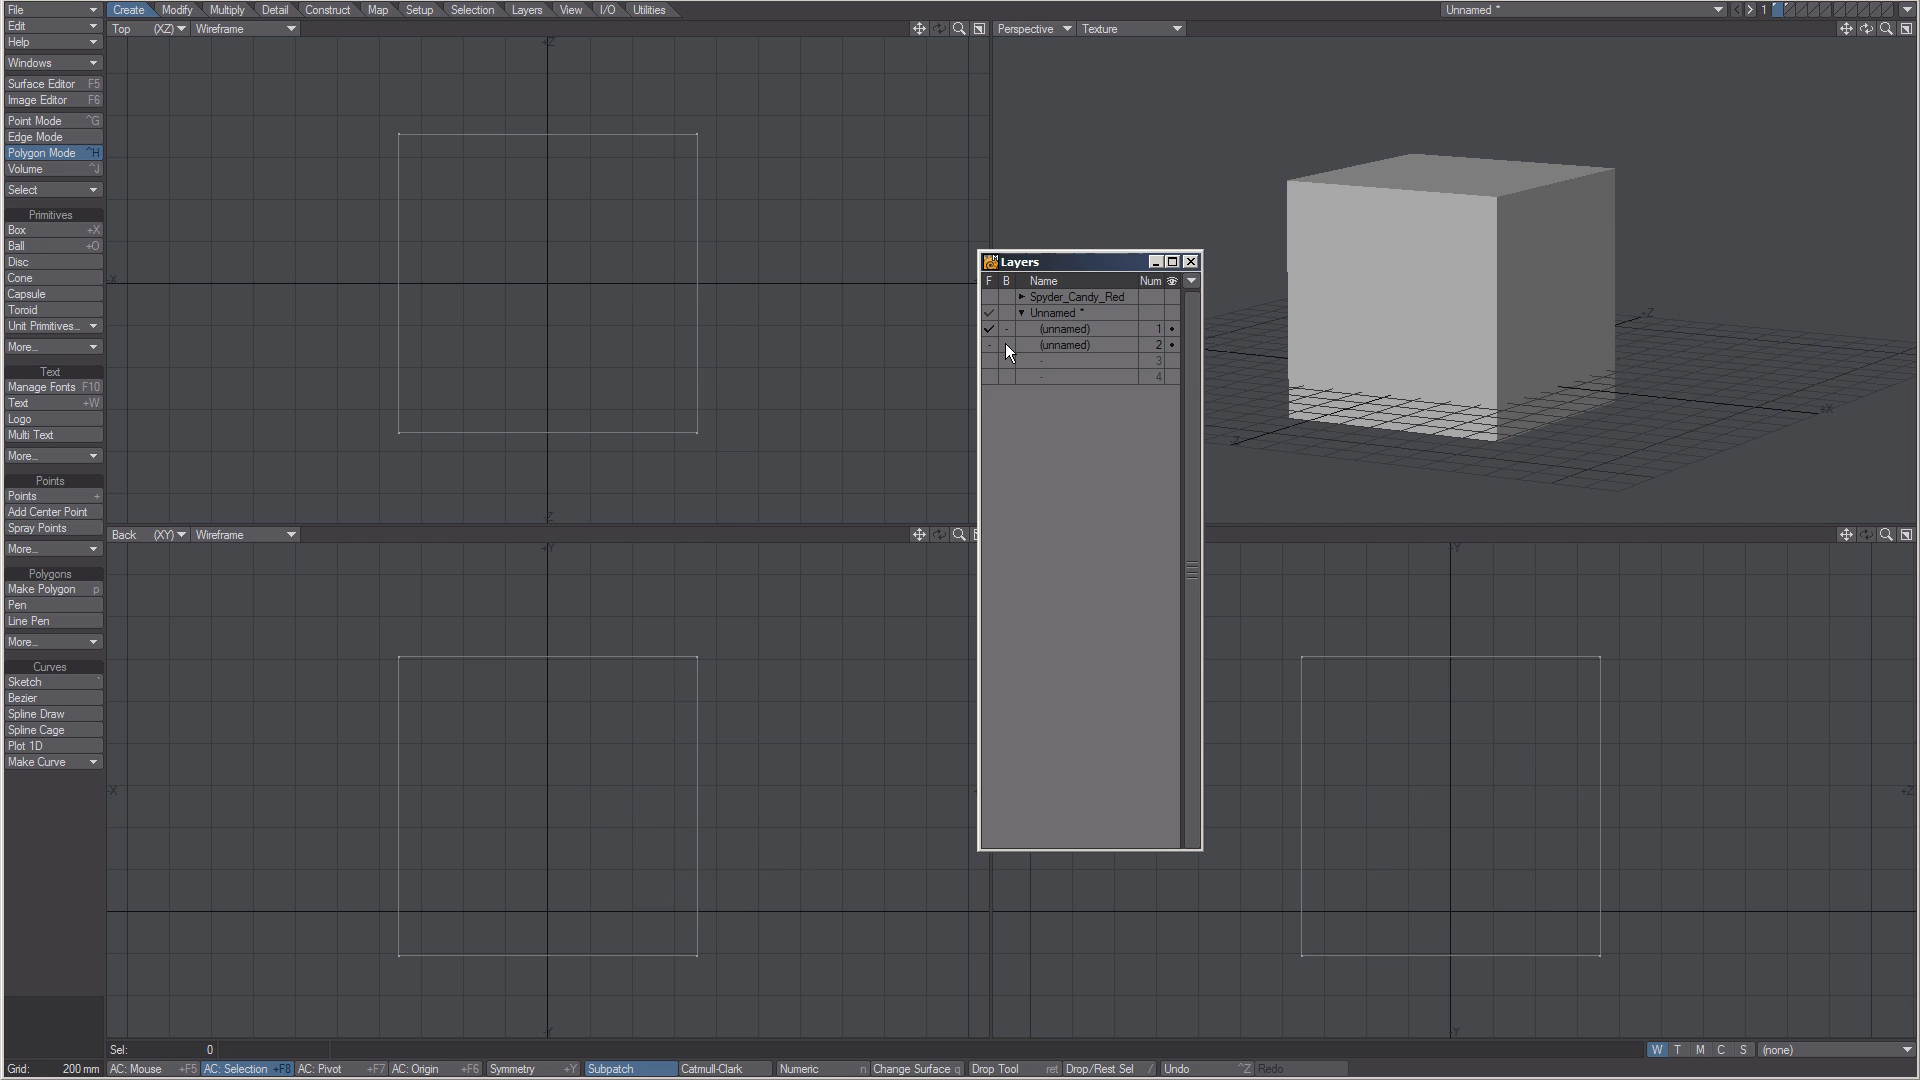 File Create Modify Multiply Detail Construct Map Setup Selection Layers View I/O Utilities Unnamed * < > 1
Edit
Help
Top (XZ) Wireframe
Perspective Texture
Windows
Surface Editor F5
Image Editor F6
Point Mode ^G
Edge Mode
Polygon Mode ^H
Volume ^J
Select
Primitives
Box +X
Ball +O
Disc
Cone
Capsule
Toroid
Unit Primitives...
More...
Text
Manage Fonts F10
Text +W
Logo
Multi Text
More...
Points
Points +
Add Center Point
Spray Points
More...
Polygons
Make Polygon p
Pen
Line Pen
More...
Curves
Sketch `
Bezier
Spline Draw
Spline Cage
Plot 1D
Make Curve
Layers
F B Name Num
Spyder_Candy_Red
Unnamed *
(unnamed) 1
(unnamed) 2
- 3
- 4
Back (XY) Wireframe
Sel: 0
W T M C S (none)
Grid: 200 mm AC: Mouse +F5 AC: Selection +F8 AC: Pivot +F7 AC: Origin +F6 Symmetry +Y Subpatch Catmull-Clark Numeric n Change Surface q Drop Tool ret Drop/Rest Sel / Undo ^Z Redo